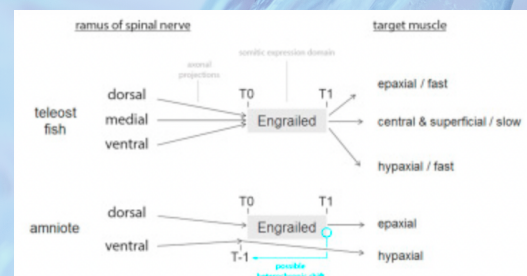 ramus of spinal nerve
target muscle
somitic expression domain
axonal projections
teleost fish
dorsal
medial
ventral
T0
T1
Engrailed
epaxial / fast
central & superficial / slow
hypaxial / fast
amniote
dorsal
ventral
T0
T1
Engrailed
T-1
epaxial
hypaxial
possible